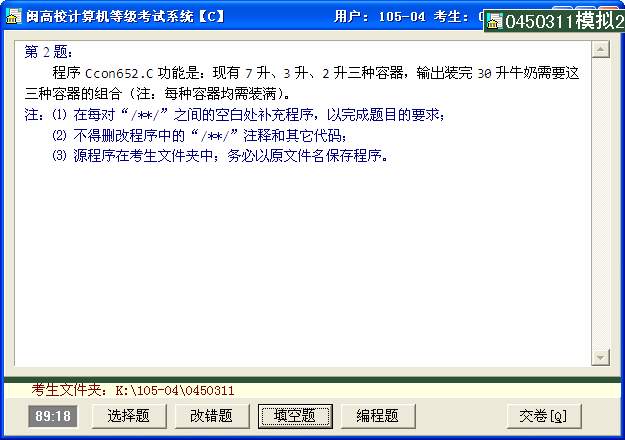 闽高校计算机等级考试系统【C】 用户: 105-04 考生: 0450311模拟2
第 2 题:
程序 Ccon652.C 功能是: 现有 7 升、3 升、2 升三种容器, 输出装完 30 升牛奶需要这
三种容器的组合 (注: 每种容器均需装满)。
注: ⑴ 在每对“/**/”之间的空白处补充程序, 以完成题目的要求;
⑵ 不得删改程序中的“/**/”注释和其它代码;
⑶ 源程序在考生文件夹中; 务必以原文件名保存程序。
考生文件夹: K:\105-04\0450311
89:18 选择题 改错题 填空题 编程题 交卷[Q]